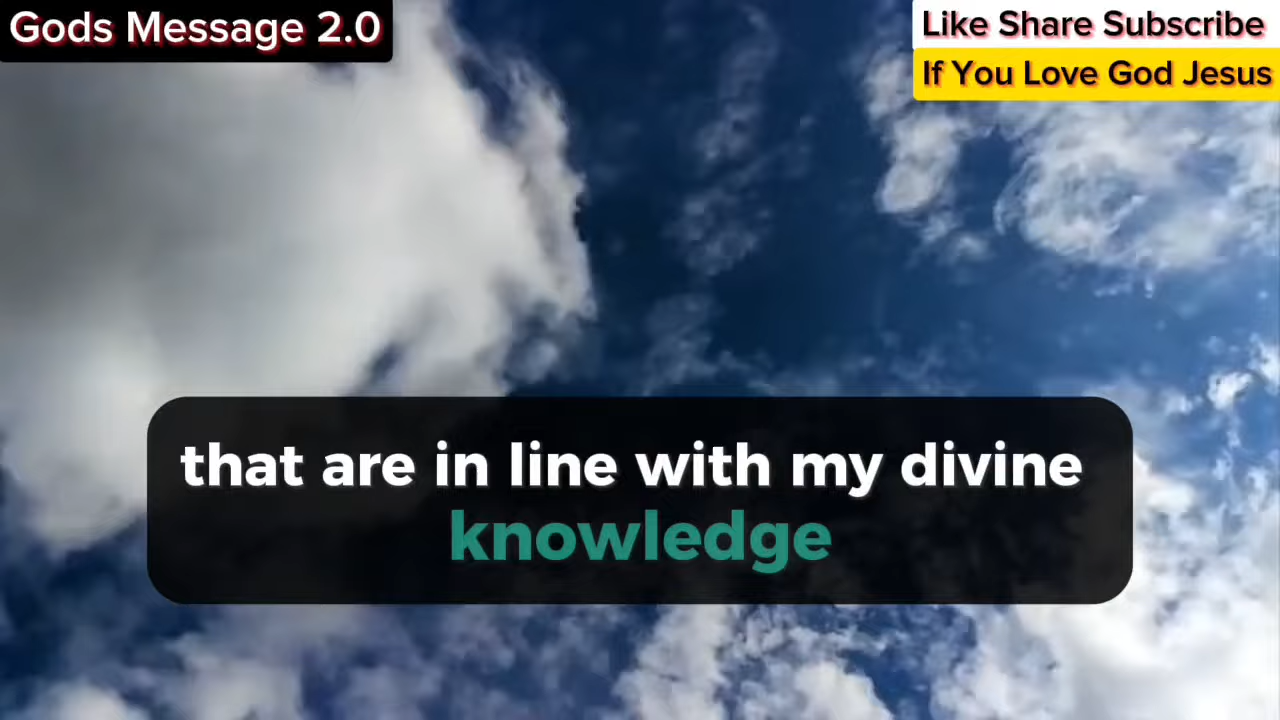 Gods Message 2.0
Like Share Subscribe
If You Love God Jesus
that are in line with my divine
knowledge